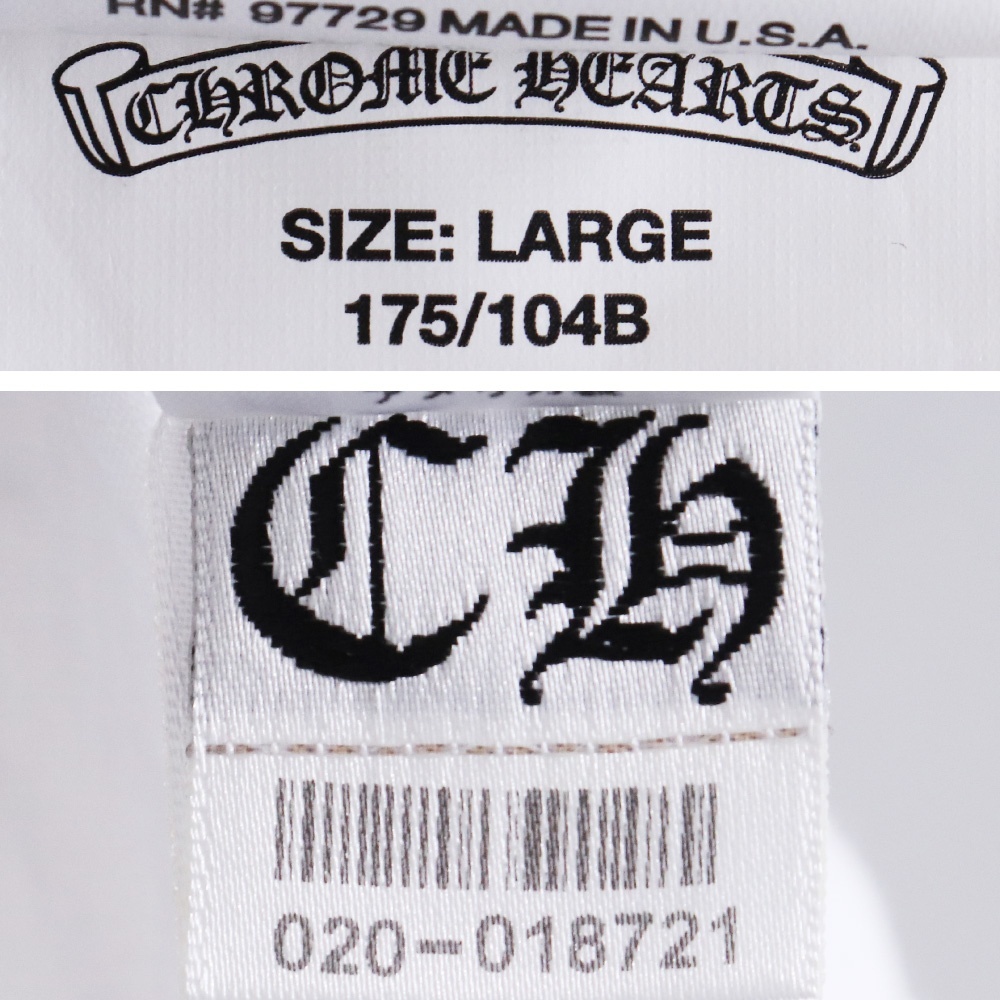 RN# 97729 MADE IN U.S.A.
CHROME HEARTS
SIZE: LARGE
175/104B
CH
020-018721